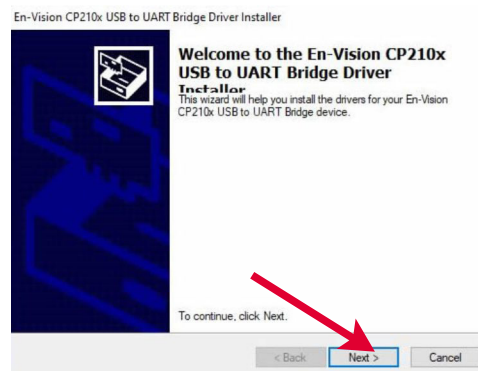 En-Vision CP210x USB to UART Bridge Driver Installer
Welcome to the En-Vision CP210x
USB to UART Bridge Driver
Installer
This wizard will help you install the drivers for your En-Vision
CP210x USB to UART Bridge device.
To continue, click Next.
< Back
Next >
Cancel